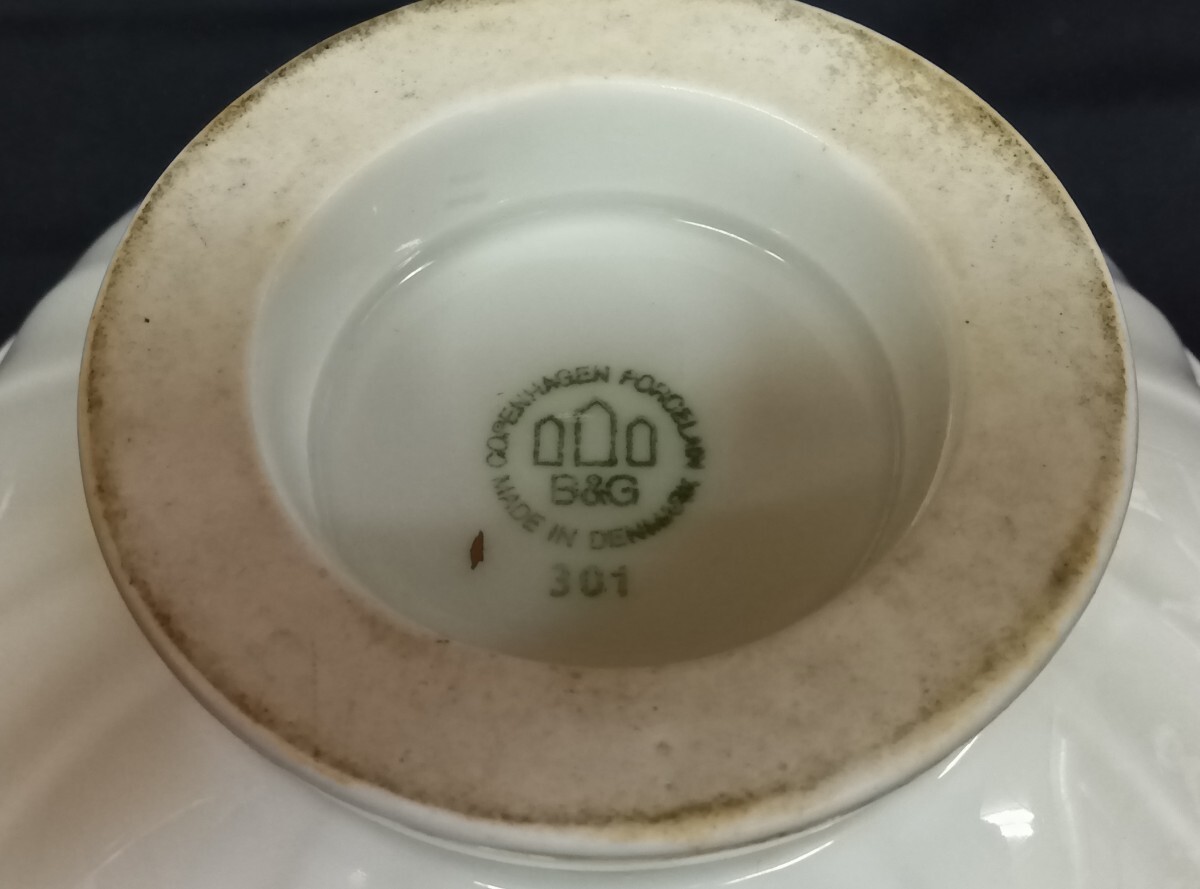 COPENHAGEN PORCELAIN
B&G
MADE IN DENMARK
301